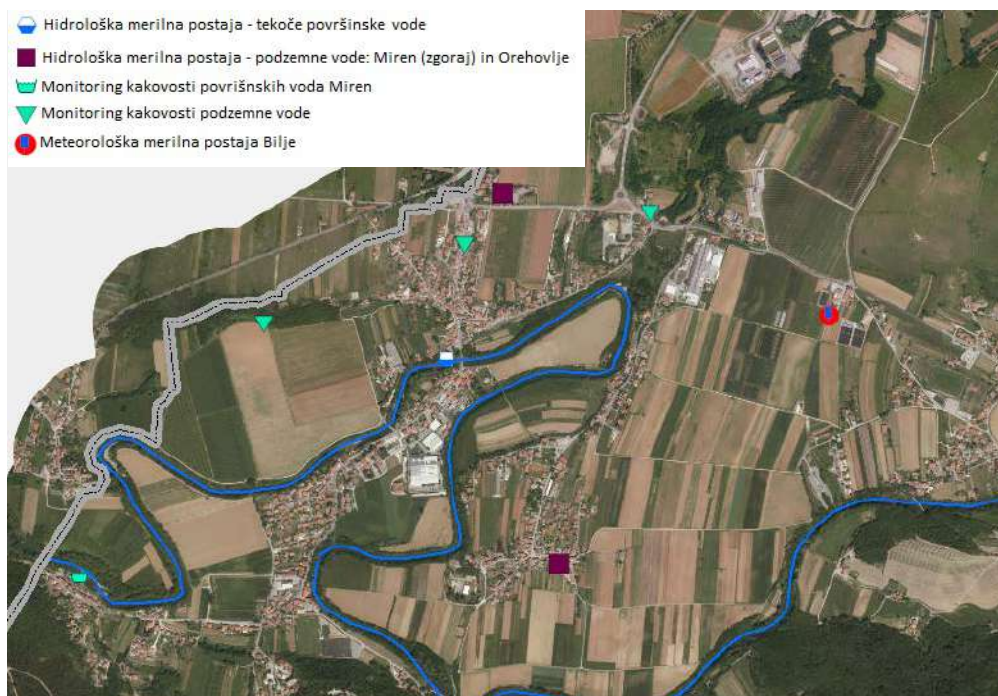 Hidrološka merilna postaja - tekoče površinske vode
Hidrološka merilna postaja - podzemne vode: Miren (zgoraj) in Orehovlje
Monitoring kakovosti povrišnskih voda Miren
Monitoring kakovosti podzemne vode
Meteorološka merilna postaja Bilje